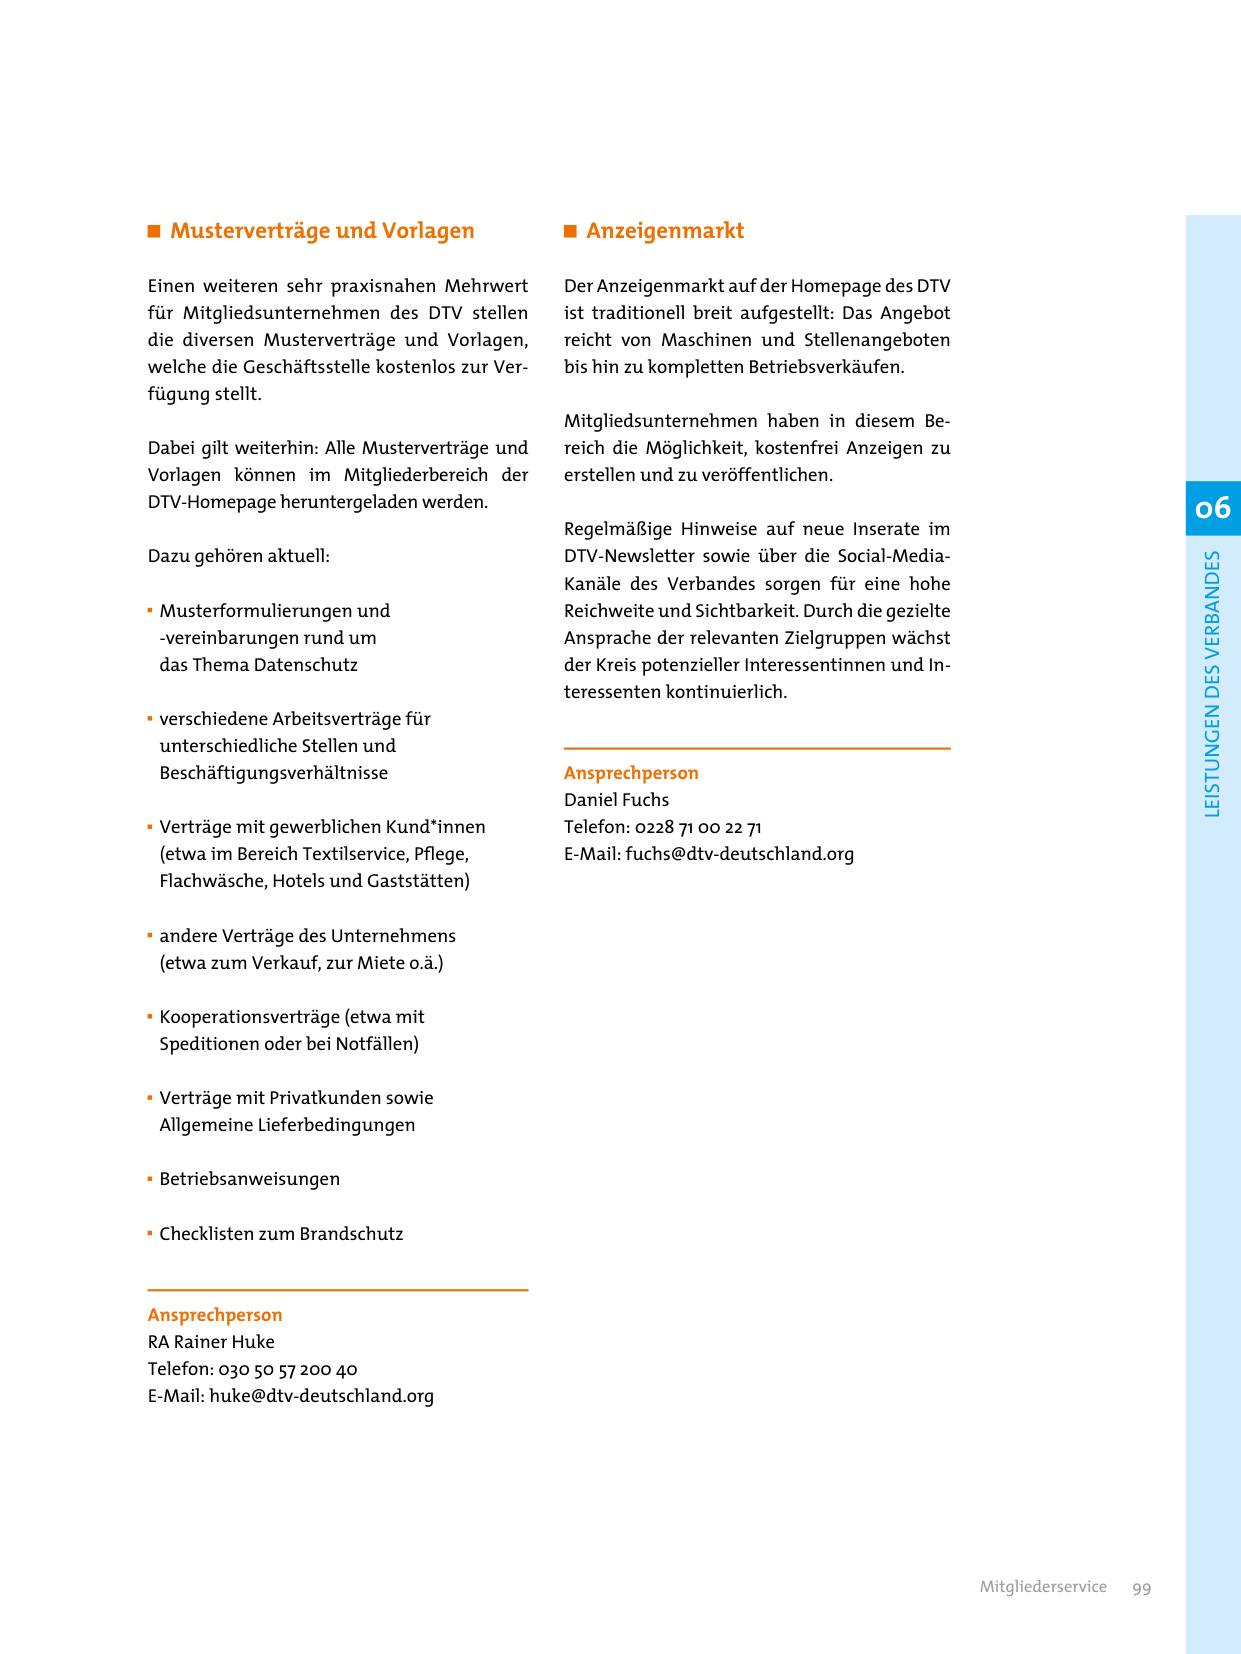 Musterverträge und Vorlagen
Einen weiteren sehr praxisnahen Mehrwert
für Mitgliedsunternehmen des DTV stellen
die diversen Musterverträge und Vorlagen,
welche die Geschäftsstelle kostenlos zur Ver-
fügung stellt.
Dabei gilt weiterhin: Alle Musterverträge und
Vorlagen können im Mitgliederbereich der
DTV-Homepage heruntergeladen werden.
Dazu gehören aktuell:
▪ Musterformulierungen und
-vereinbarungen rund um
das Thema Datenschutz
▪ verschiedene Arbeitsverträge für
unterschiedliche Stellen und
Beschäftigungsverhältnisse
▪ Verträge mit gewerblichen Kund*innen
(etwa im Bereich Textilservice, Pflege,
Flachwäsche, Hotels und Gaststätten)
▪ andere Verträge des Unternehmens
(etwa zum Verkauf, zur Miete o.ä.)
▪ Kooperationsverträge (etwa mit
Speditionen oder bei Notfällen)
▪ Verträge mit Privatkunden sowie
Allgemeine Lieferbedingungen
▪ Betriebsanweisungen
▪ Checklisten zum Brandschutz
Ansprechperson
RA Rainer Huke
Telefon: 030 50 57 200 40
E-Mail: huke@dtv-deutschland.org
Anzeigenmarkt
Der Anzeigenmarkt auf der Homepage des DTV
ist traditionell breit aufgestellt: Das Angebot
reicht von Maschinen und Stellenangeboten
bis hin zu kompletten Betriebsverkäufen.
Mitgliedsunternehmen haben in diesem Be-
reich die Möglichkeit, kostenfrei Anzeigen zu
erstellen und zu veröffentlichen.
Regelmäßige Hinweise auf neue Inserate im
DTV-Newsletter sowie über die Social-Media-
Kanäle des Verbandes sorgen für eine hohe
Reichweite und Sichtbarkeit. Durch die gezielte
Ansprache der relevanten Zielgruppen wächst
der Kreis potenzieller Interessentinnen und In-
teressenten kontinuierlich.
Ansprechperson
Daniel Fuchs
Telefon: 0228 71 00 22 71
E-Mail: fuchs@dtv-deutschland.org
06
LEISTUNGEN DES VERBANDES
Mitgliederservice 99